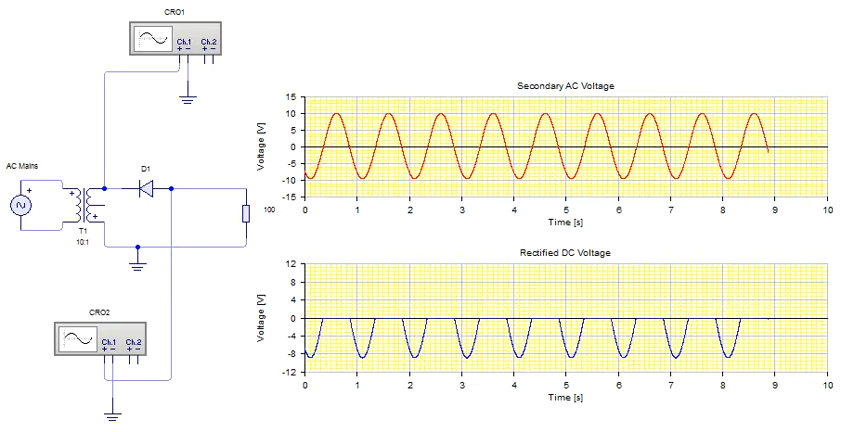 CRO1
Ch.1 Ch.2
+ − + −
AC Mains
+
+
+
T1
10:1
D1
100
CRO2
Ch.1 Ch.2
+ − + −
Secondary AC Voltage
Voltage [V]
15
10
5
0
-5
-10
-15
0 1 2 3 4 5 6 7 8 9 10
Time [s]
Rectified DC Voltage
Voltage [V]
12
8
4
0
-4
-8
-12
0 1 2 3 4 5 6 7 8 9 10
Time [s]